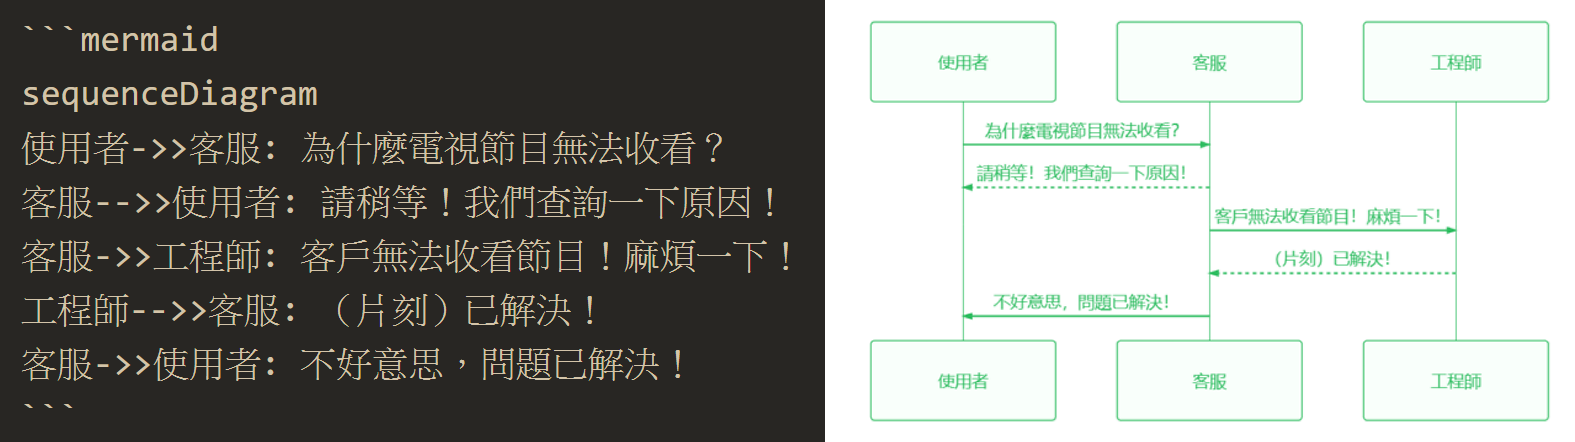 ```mermaid
sequenceDiagram
使用者->>客服: 為什麼電視節目無法收看？
客服-->>使用者: 請稍等！我們查詢一下原因！
客服->>工程師: 客戶無法收看節目！麻煩一下！
工程師-->>客服: （片刻）已解決！
客服->>使用者: 不好意思，問題已解決！
```
使用者 客服 工程師
為什麼電視節目無法收看？
請稍等！我們查詢一下原因！
客戶無法收看節目！麻煩一下！
（片刻）已解決！
不好意思，問題已解決！
使用者 客服 工程師